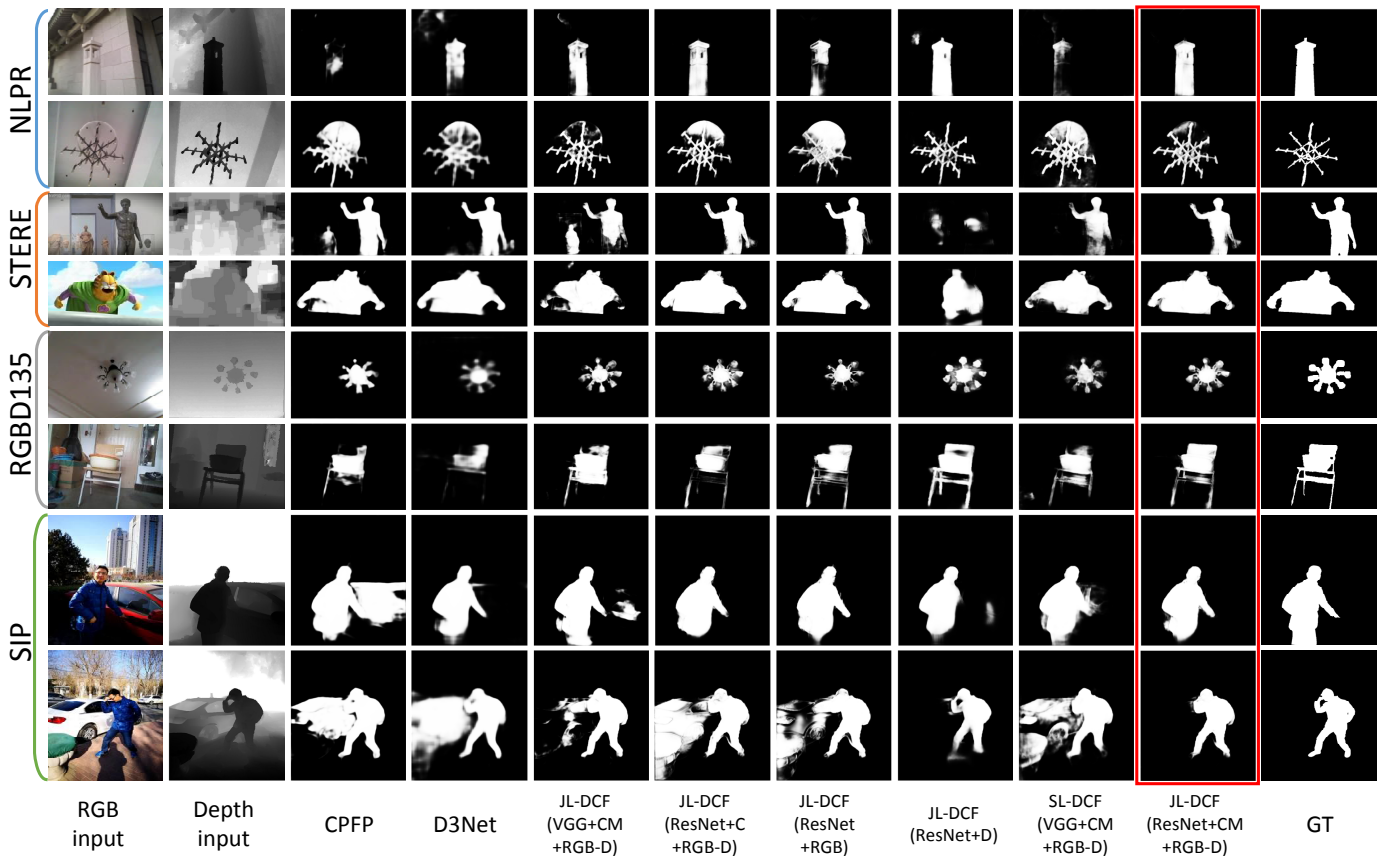 NLPR
STERE
RGBD135
SIP
RGB
input
Depth
input
CPFP
D3Net
JL-DCF
(VGG+CM
+RGB-D)
JL-DCF
(ResNet+C
+RGB-D)
JL-DCF
(ResNet
+RGB)
JL-DCF
(ResNet+D)
SL-DCF
(VGG+CM
+RGB-D)
JL-DCF
(ResNet+CM
+RGB-D)
GT